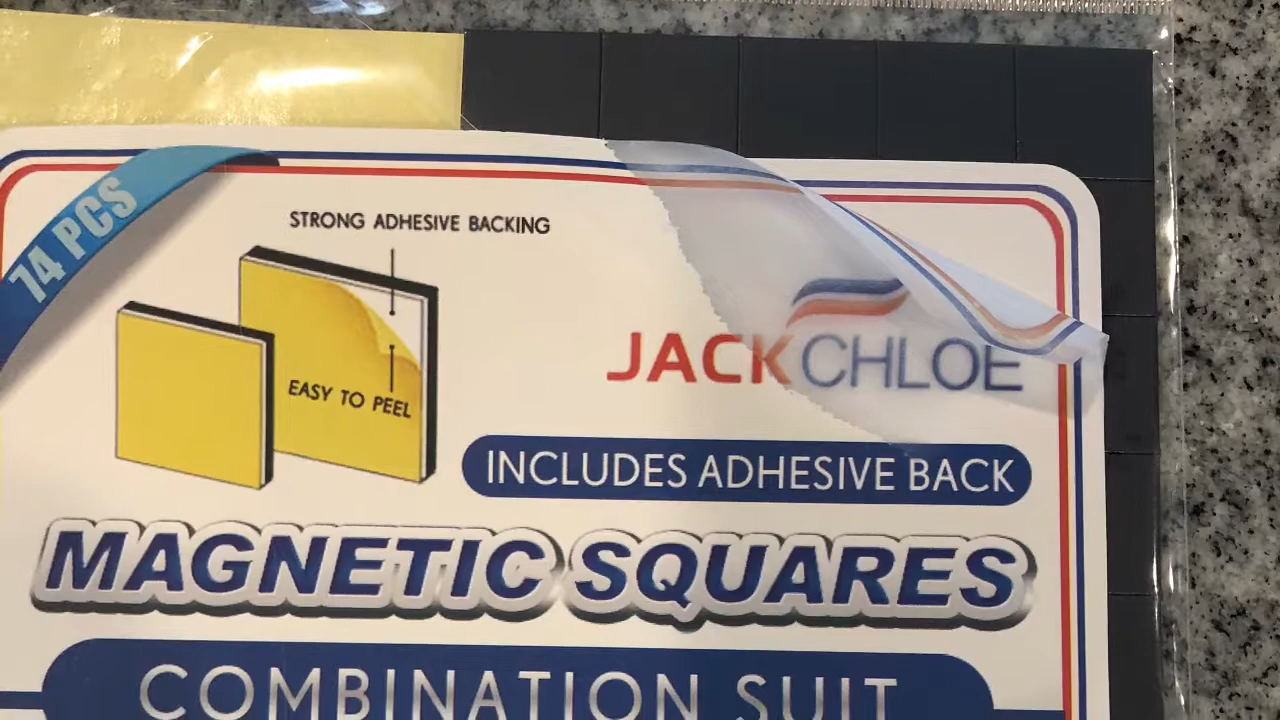 74 PCS
STRONG ADHESIVE BACKING
EASY TO PEEL
JACKCHLOE
INCLUDES ADHESIVE BACK
MAGNETIC SQUARES
COMBINATION SUIT